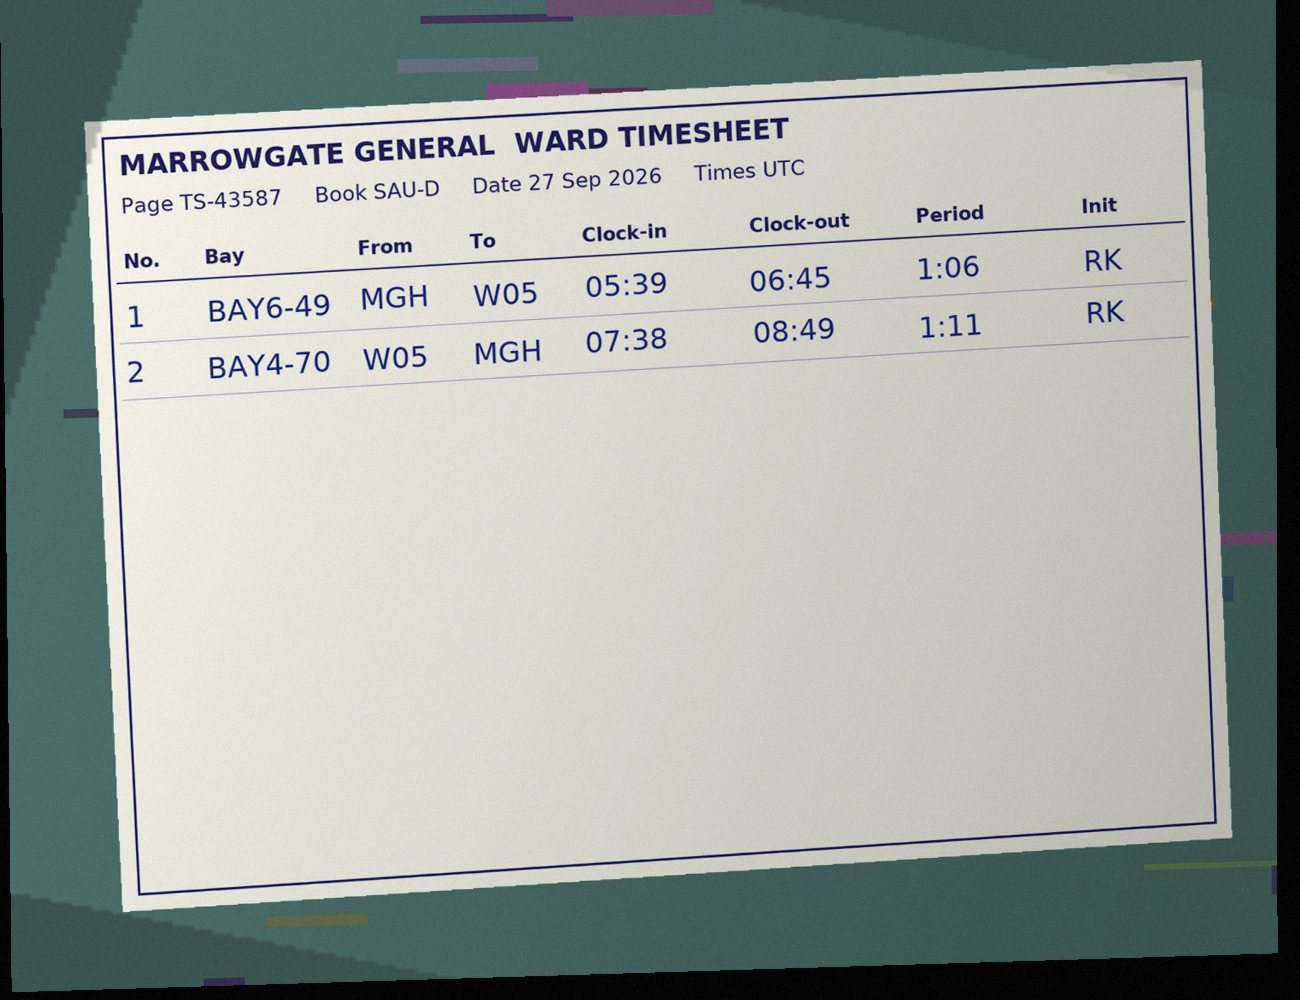 MARROWGATE GENERAL WARD TIMESHEET
Page TS-43587 Book SAU-D Date 27 Sep 2026 Times UTC
No. Bay From To Clock-in Clock-out Period Init
1 BAY6-49 MGH W05 05:39 06:45 1:06 RK
2 BAY4-70 W05 MGH 07:38 08:49 1:11 RK